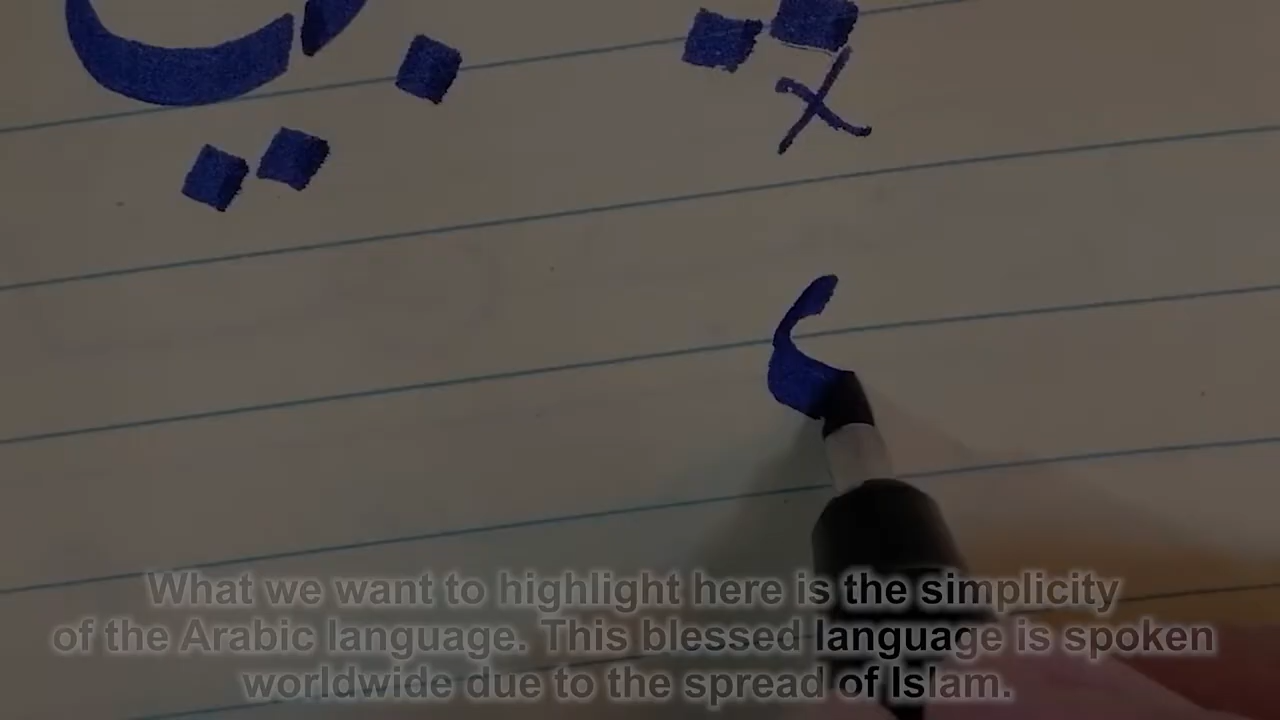 What we want to highlight here is the simplicity
of the Arabic language. This blessed language is spoken
worldwide due to the spread of Islam.